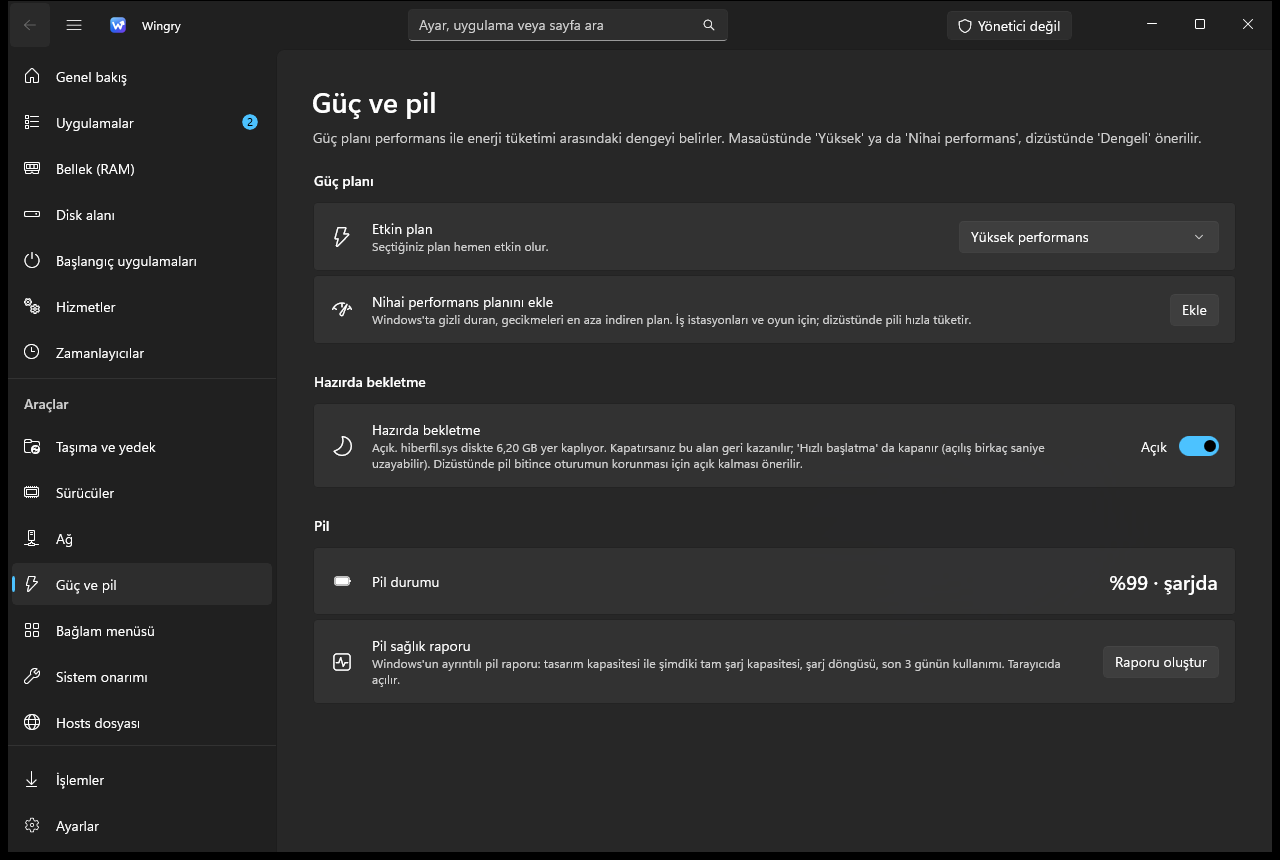 Wingry
Ayar, uygulama veya sayfa ara
Yönetici değil
Genel bakış
Uygulamalar
2
Bellek (RAM)
Disk alanı
Başlangıç uygulamaları
Hizmetler
Zamanlayıcılar
Araçlar
Taşıma ve yedek
Sürücüler
Ağ
Güç ve pil
Bağlam menüsü
Sistem onarımı
Hosts dosyası
İşlemler
Ayarlar
Güç ve pil
Güç planı performans ile enerji tüketimi arasındaki dengeyi belirler. Masaüstünde 'Yüksek' ya da 'Nihai performans', dizüstünde 'Dengeli' önerilir.
Güç planı
Etkin plan
Seçtiğiniz plan hemen etkin olur.
Yüksek performans
Nihai performans planını ekle
Windows'ta gizli duran, gecikmeleri en aza indiren plan. İş istasyonları ve oyun için; dizüstünde pili hızla tüketir.
Ekle
Hazırda bekletme
Hazırda bekletme
Açık. hiberfil.sys diskte 6,20 GB yer kaplıyor. Kapatırsanız bu alan geri kazanılır; 'Hızlı başlatma' da kapanır (açılış birkaç saniye
uzayabilir). Dizüstünde pil bitince oturumun korunması için açık kalması önerilir.
Açık
Pil
Pil durumu
%99 · şarjda
Pil sağlık raporu
Windows'un ayrıntılı pil raporu: tasarım kapasitesi ile şimdiki tam şarj kapasitesi, şarj döngüsü, son 3 günün kullanımı. Tarayıcıda
açılır.
Raporu oluştur